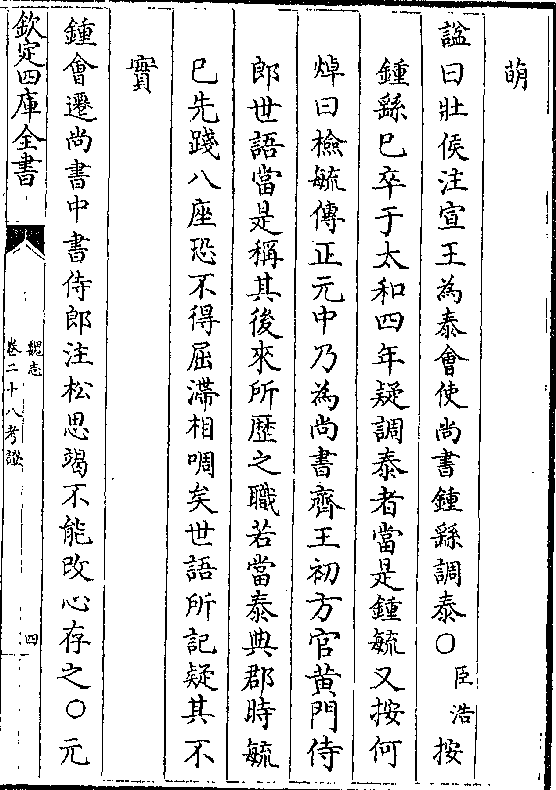 萌
諡曰壯侯注宣王為泰會使尚書鍾繇調泰〇臣浩按
鍾繇已卒于太和四年疑調泰者當是鍾毓又按何
焯曰檢毓傳正元中乃為尚書齊王初方官黃門侍
郎世語當是稱其後來所歴之職若當泰典郡時毓
已先踐八座恐不得屈滯相啁矣世語所記疑其不
實
鍾會遷尚書中書侍郎注松思竭不能改心存之〇元
欽定四庫全書
魏志
卷二十八考證
四